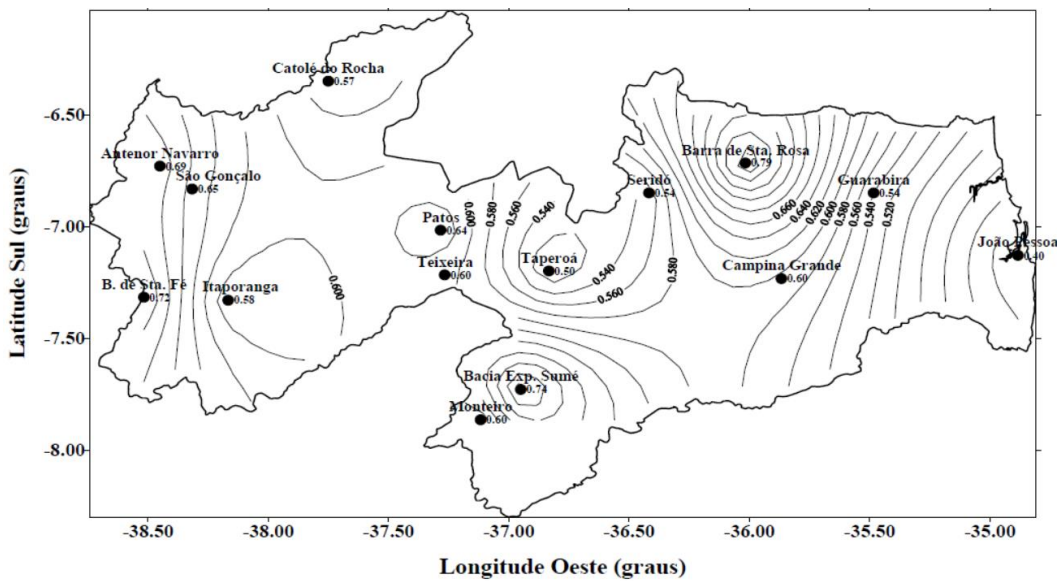 Catolé do Rocha
0.57
-6.50
Antenor Navarro
0.69
São Gonçalo
0.65
Barra de Sta. Rosa
0.79
Seridó
0.54
Guarabira
0.54
0.660
0.640
0.620
0.600
0.580
0.560
0.540
0.520
-7.00
Patos
0.64
0.600
0.580
0.560
0.540
João Pessoa
0.40
Teixeira
0.60
Taperoá
0.50
0.540
0.560
0.580
Campina Grande
0.60
B. de Sta. Fé
0.72
Itaporanga
0.58
0.600
-7.50
Bacia Exp. Sumé
0.74
Monteiro
0.60
-8.00
Latitude Sul (graus)
-38.50 -38.00 -37.50 -37.00 -36.50 -36.00 -35.50 -35.00
Longitude Oeste (graus)